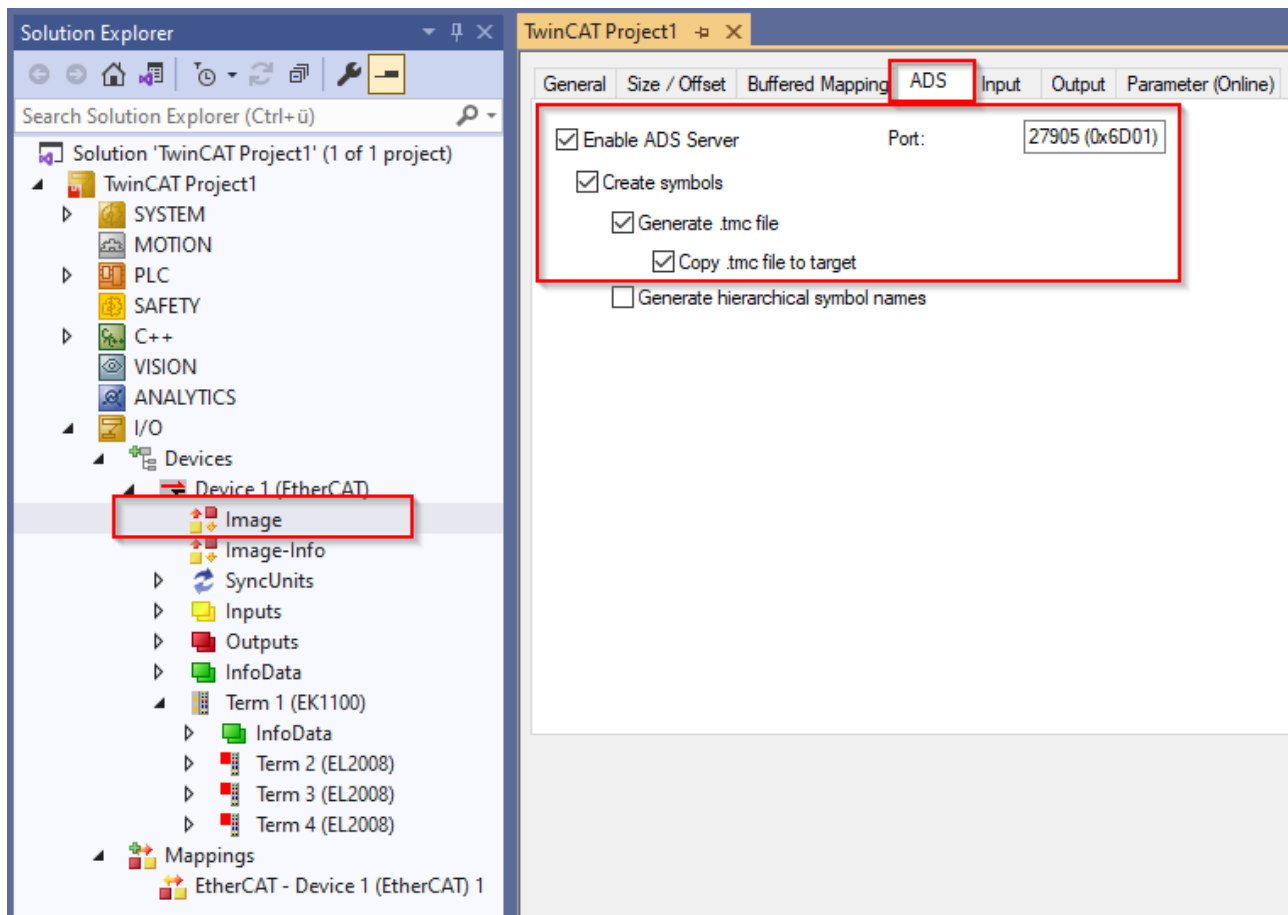 Solution Explorer
Search Solution Explorer (Ctrl+ü)
Solution 'TwinCAT Project1' (1 of 1 project)
TwinCAT Project1
SYSTEM
MOTION
PLC
SAFETY
C++
VISION
ANALYTICS
I/O
Devices
Device 1 (EtherCAT)
Image
Image-Info
SyncUnits
Inputs
Outputs
InfoData
Term 1 (EK1100)
InfoData
Term 2 (EL2008)
Term 3 (EL2008)
Term 4 (EL2008)
Mappings
EtherCAT - Device 1 (EtherCAT) 1
TwinCAT Project1
General Size / Offset Buffered Mapping ADS Input Output Parameter (Online)
Enable ADS Server Port: 27905 (0x6D01)
Create symbols
Generate .tmc file
Copy .tmc file to target
Generate hierarchical symbol names